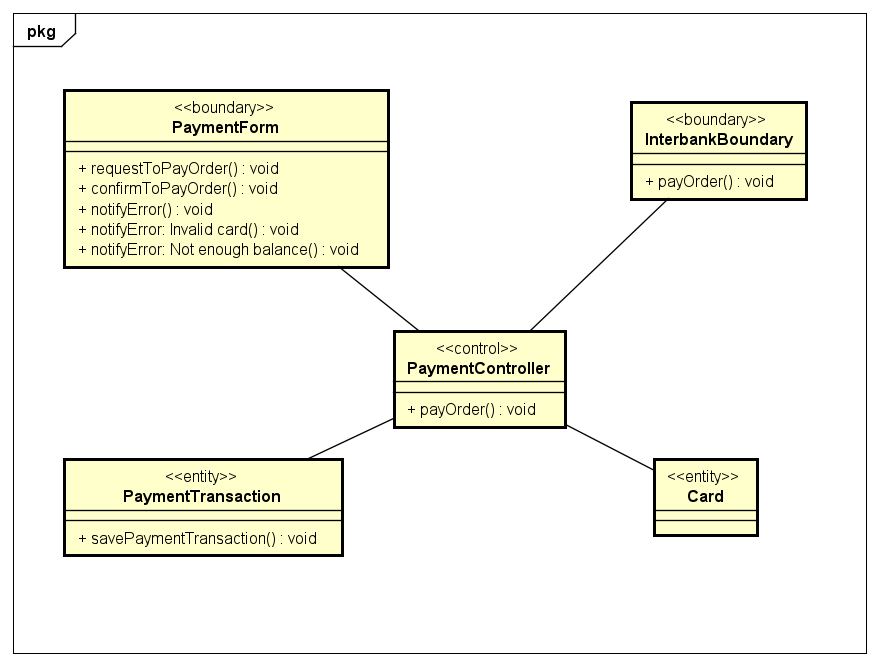 pkg
<<boundary>>
PaymentForm
+ requestToPayOrder() : void
+ confirmToPayOrder() : void
+ notifyError() : void
+ notifyError: Invalid card() : void
+ notifyError: Not enough balance() : void
<<boundary>>
InterbankBoundary
+ payOrder() : void
<<control>>
PaymentController
+ payOrder() : void
<<entity>>
PaymentTransaction
+ savePaymentTransaction() : void
<<entity>>
Card